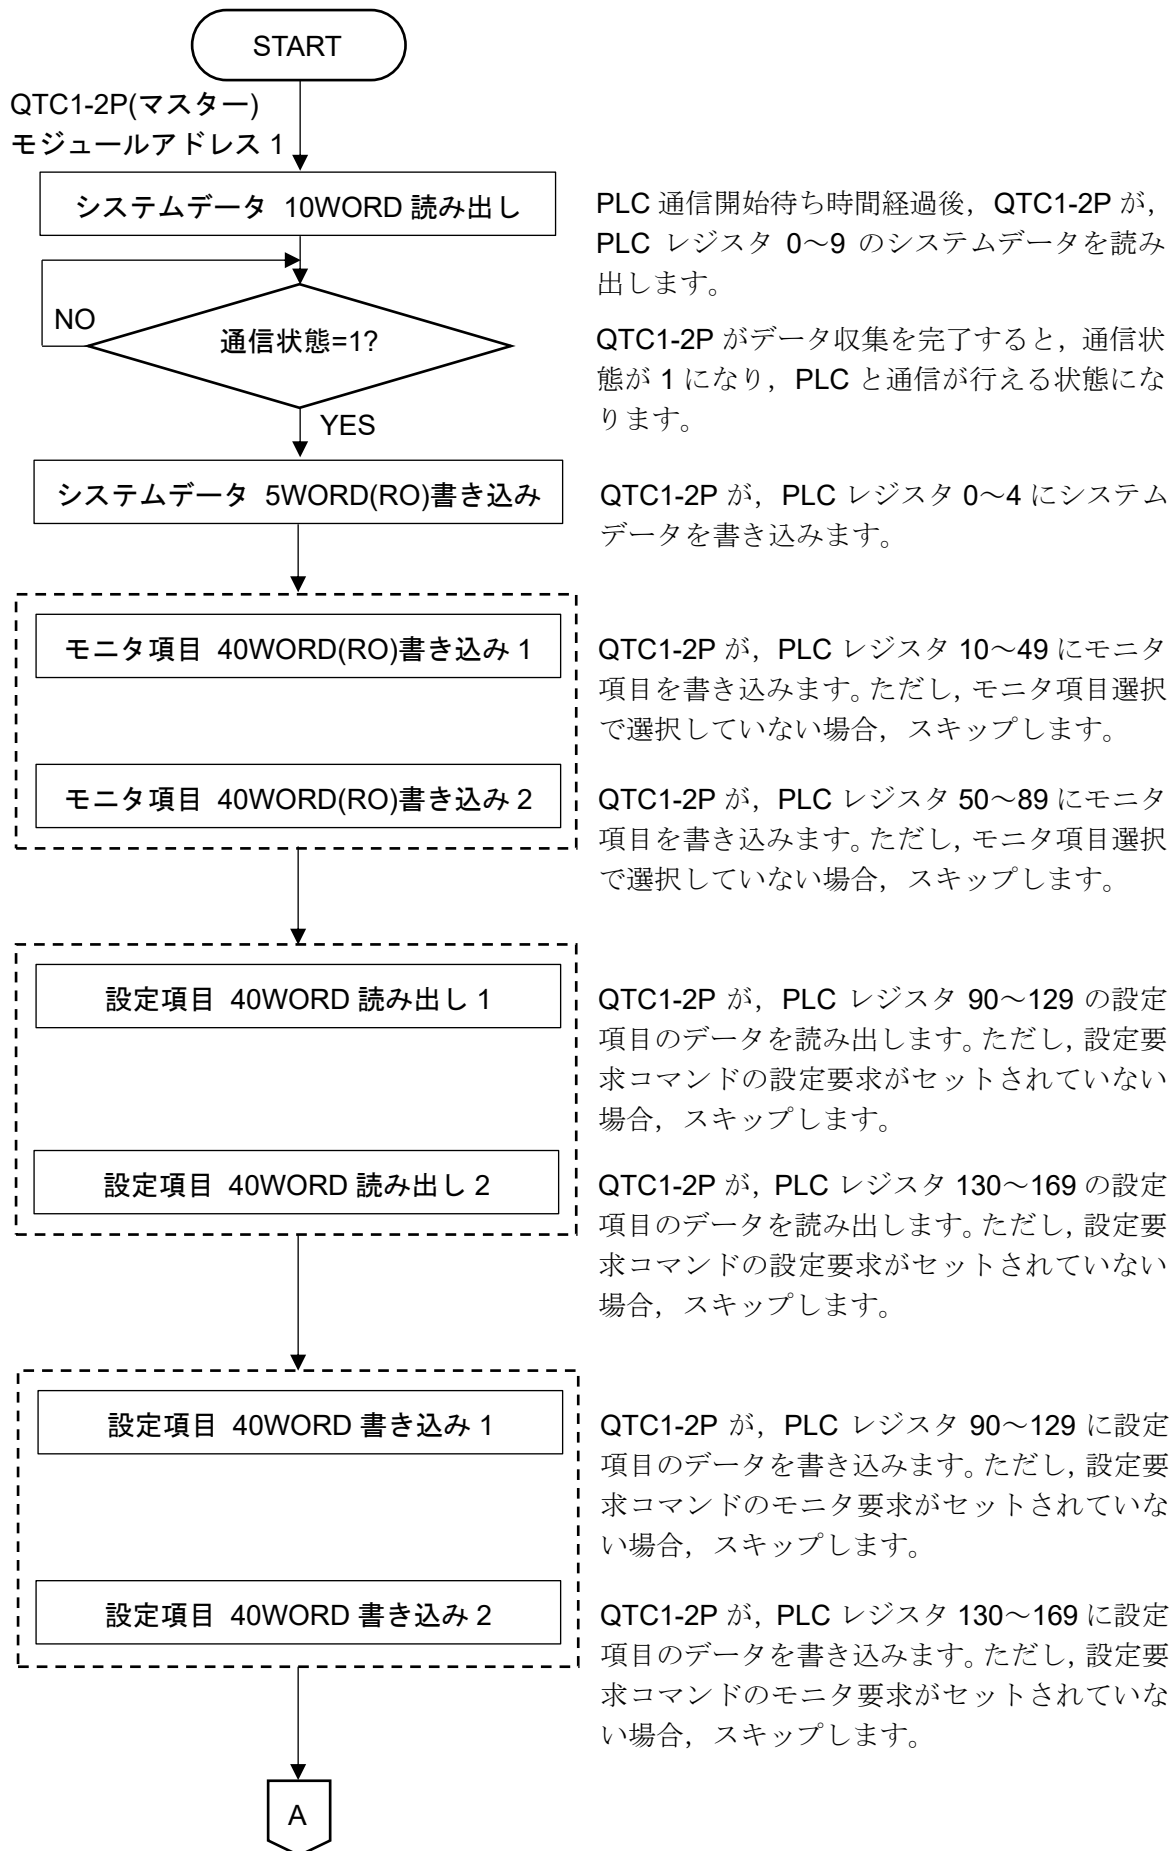 START
QTC1-2P(マスター)
モジュールアドレス 1
システムデータ 10WORD 読み出し
PLC 通信開始待ち時間経過後，QTC1-2P が，
PLC レジスタ 0～9 のシステムデータを読み
出します。
NO
通信状態=1?
QTC1-2P がデータ収集を完了すると，通信状
態が 1 になり，PLC と通信が行える状態にな
ります。
YES
システムデータ 5WORD(RO)書き込み
QTC1-2P が，PLC レジスタ 0～4 にシステム
データを書き込みます。
モニタ項目 40WORD(RO)書き込み 1
QTC1-2P が，PLC レジスタ 10～49 にモニタ
項目を書き込みます。ただし，モニタ項目選択
で選択していない場合，スキップします。
モニタ項目 40WORD(RO)書き込み 2
QTC1-2P が，PLC レジスタ 50～89 にモニタ
項目を書き込みます。ただし，モニタ項目選択
で選択していない場合，スキップします。
設定項目 40WORD 読み出し 1
QTC1-2P が，PLC レジスタ 90～129 の設定
項目のデータを読み出します。ただし，設定要
求コマンドの設定要求がセットされていない
場合，スキップします。
設定項目 40WORD 読み出し 2
QTC1-2P が，PLC レジスタ 130～169 の設定
項目のデータを読み出します。ただし，設定要
求コマンドの設定要求がセットされていない
場合，スキップします。
設定項目 40WORD 書き込み 1
QTC1-2P が，PLC レジスタ 90～129 に設定
項目のデータを書き込みます。ただし，設定要
求コマンドのモニタ要求がセットされていな
い場合，スキップします。
設定項目 40WORD 書き込み 2
QTC1-2P が，PLC レジスタ 130～169 に設定
項目のデータを書き込みます。ただし，設定要
求コマンドのモニタ要求がセットされていな
い場合，スキップします。
A